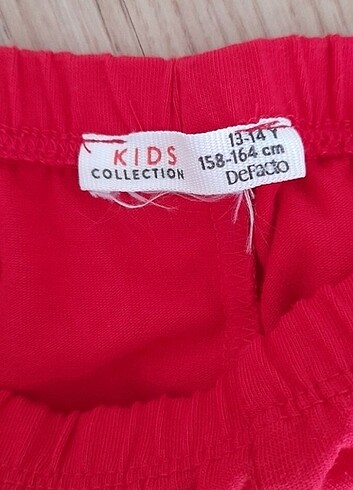 KIDS
COLLECTION
13-14 Y
158-164 cm
DeFacto